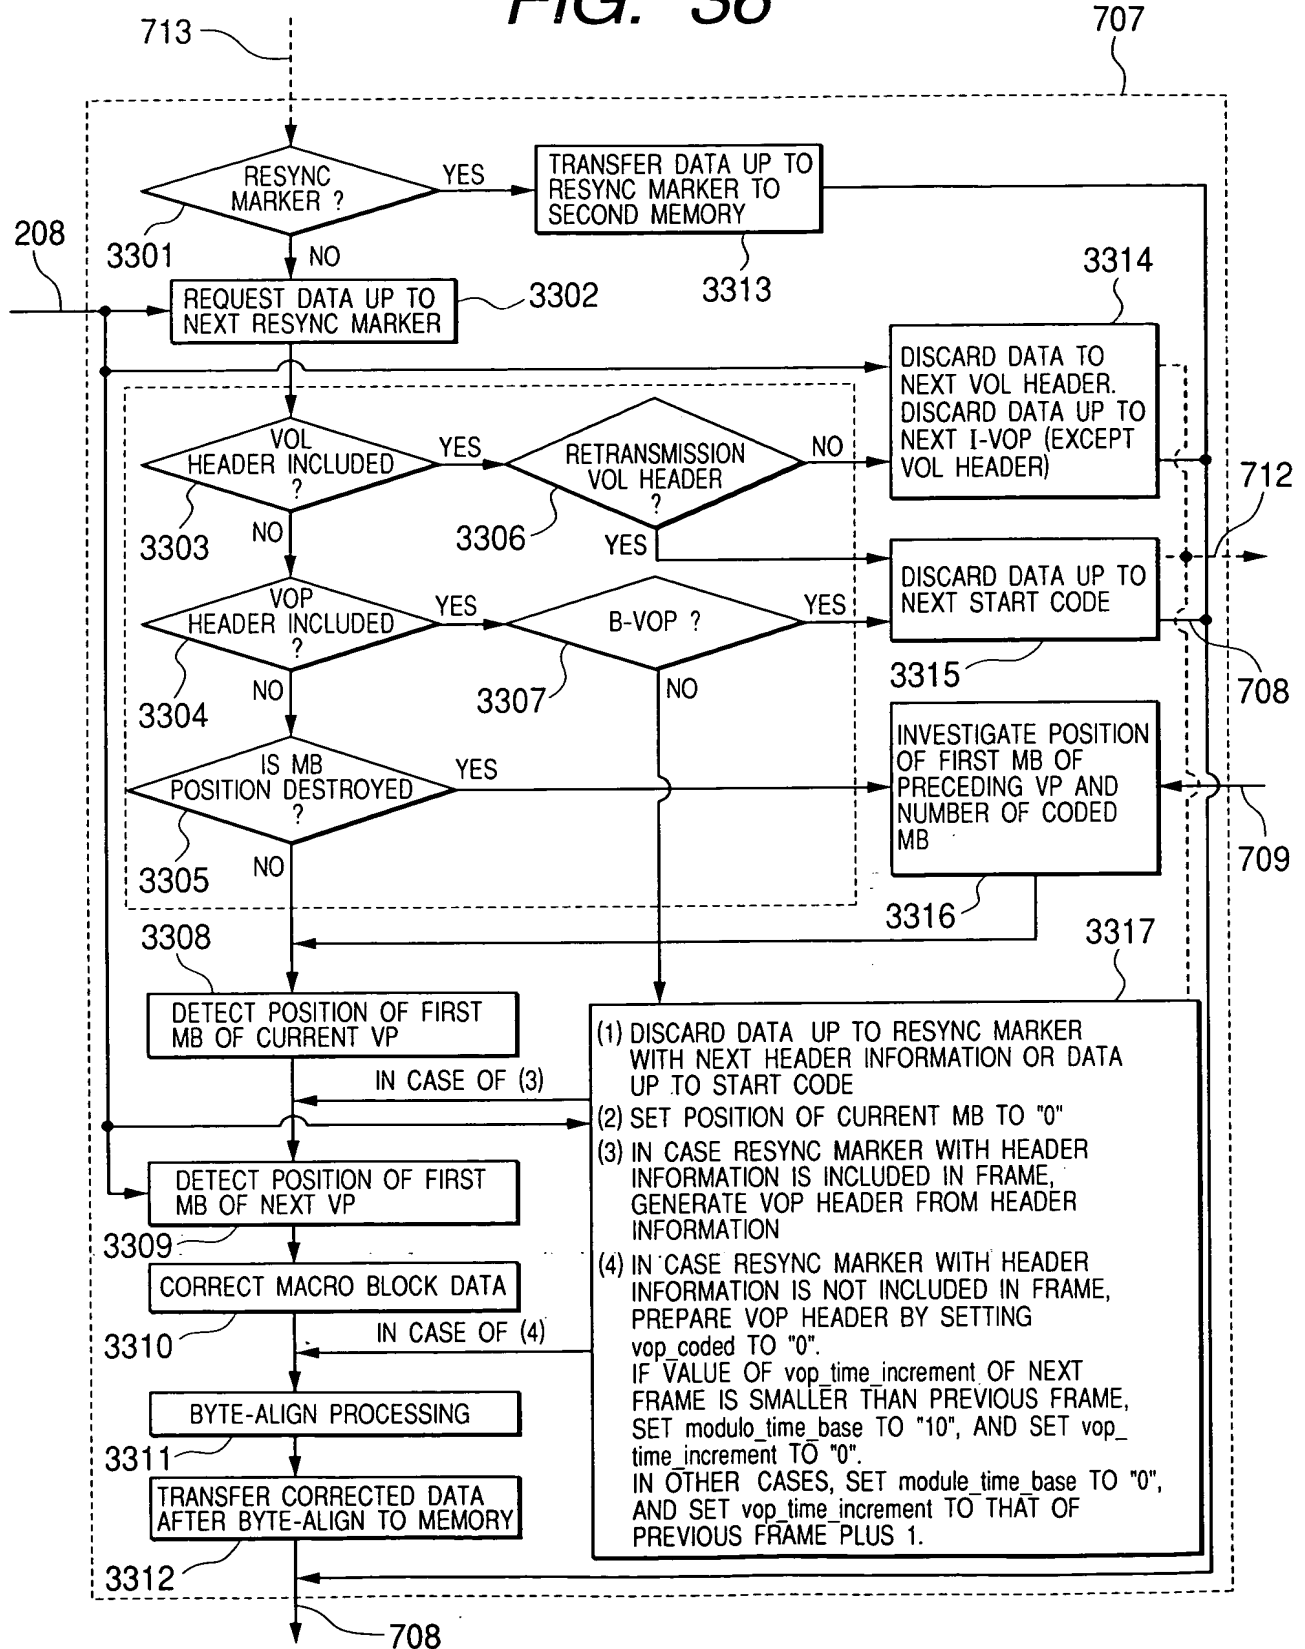 FIG. 36
713
707
RESYNC
MARKER ?
YES
TRANSFER DATA UP TO
RESYNC MARKER TO
SECOND MEMORY
208
3301
NO
3313
3314
REQUEST DATA UP TO
NEXT RESYNC MARKER
3302
DISCARD DATA TO
NEXT VOL HEADER.
DISCARD DATA UP TO
NEXT I-VOP (EXCEPT
VOL HEADER)
VOL
HEADER INCLUDED
?
YES
RETRANSMISSION
VOL HEADER
?
NO
712
3303
NO
3306
YES
DISCARD DATA UP TO
NEXT START CODE
VOP
HEADER INCLUDED
?
YES
B-VOP ?
YES
3315
708
3304
NO
3307
NO
INVESTIGATE POSITION
OF FIRST MB OF
PRECEDING VP AND
NUMBER OF CODED
MB
IS MB
POSITION DESTROYED
?
YES
709
3305
NO
3316
3308
3317
DETECT POSITION OF FIRST
MB OF CURRENT VP
IN CASE OF (3)
(1) DISCARD DATA UP TO RESYNC MARKER
WITH NEXT HEADER INFORMATION OR DATA
UP TO START CODE
(2) SET POSITION OF CURRENT MB TO "0"
(3) IN CASE RESYNC MARKER WITH HEADER
INFORMATION IS INCLUDED IN FRAME,
GENERATE VOP HEADER FROM HEADER
INFORMATION
(4) IN CASE RESYNC MARKER WITH HEADER
INFORMATION IS NOT INCLUDED IN FRAME,
PREPARE VOP HEADER BY SETTING
vop_coded TO "0".
IF VALUE OF vop_time_increment OF NEXT
FRAME IS SMALLER THAN PREVIOUS FRAME,
SET modulo_time_base TO "10", AND SET vop_
time_increment TO "0".
IN OTHER CASES, SET module_time_base TO "0",
AND SET vop_time_increment TO THAT OF
PREVIOUS FRAME PLUS 1.
DETECT POSITION OF FIRST
MB OF NEXT VP
3309
CORRECT MACRO BLOCK DATA
3310
IN CASE OF (4)
BYTE-ALIGN PROCESSING
3311
TRANSFER CORRECTED DATA
AFTER BYTE-ALIGN TO MEMORY
3312
708